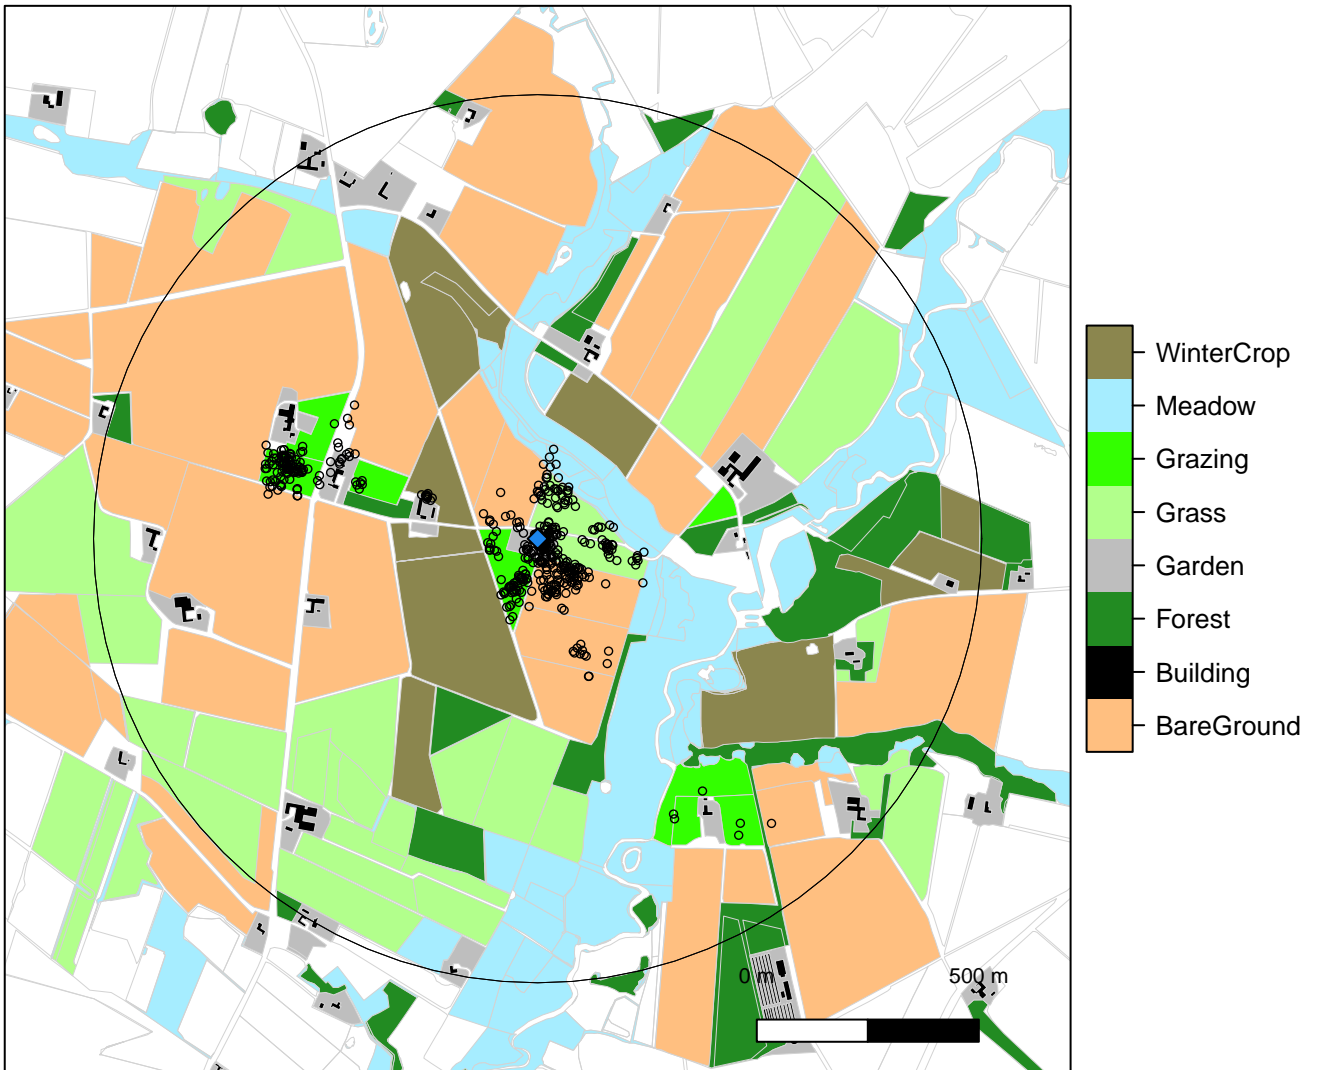 WinterCrop
Meadow
Grazing
Grass
Garden
Forest
Building
BareGround
0 m 500 m